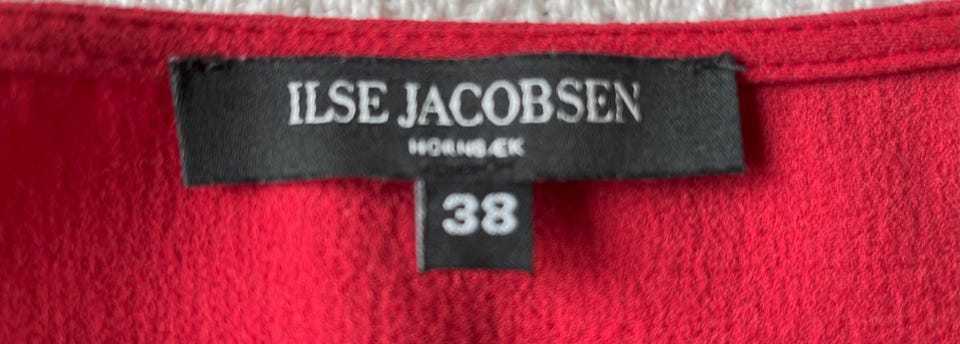 ILSE JACOBSEN
HORNBÆK
38